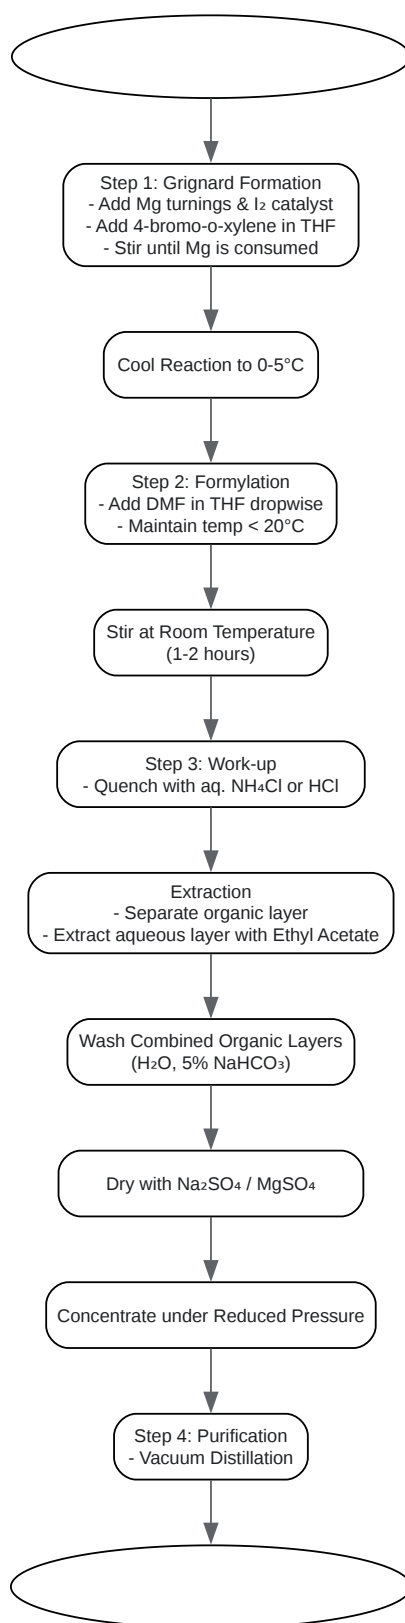 Step 1: Grignard Formation
- Add Mg turnings & I₂ catalyst
- Add 4-bromo-o-xylene in THF
- Stir until Mg is consumed
Cool Reaction to 0-5°C
Step 2: Formylation
- Add DMF in THF dropwise
- Maintain temp < 20°C
Stir at Room Temperature
(1-2 hours)
Step 3: Work-up
- Quench with aq. NH₄Cl or HCl
Extraction
- Separate organic layer
- Extract aqueous layer with Ethyl Acetate
Wash Combined Organic Layers
(H₂O, 5% NaHCO₃)
Dry with Na₂SO₄ / MgSO₄
Concentrate under Reduced Pressure
Step 4: Purification
- Vacuum Distillation